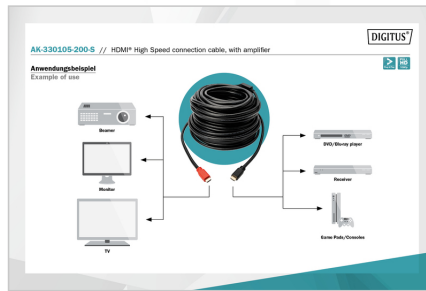 DIGITUS®
AK-330105-200-S // HDMI® High Speed connection cable, with amplifier
Anwendungsbeispiel
Example of use
Beamer
Monitor
TV
DVD/Blu-ray player
Receiver
Game Pads/Consoles